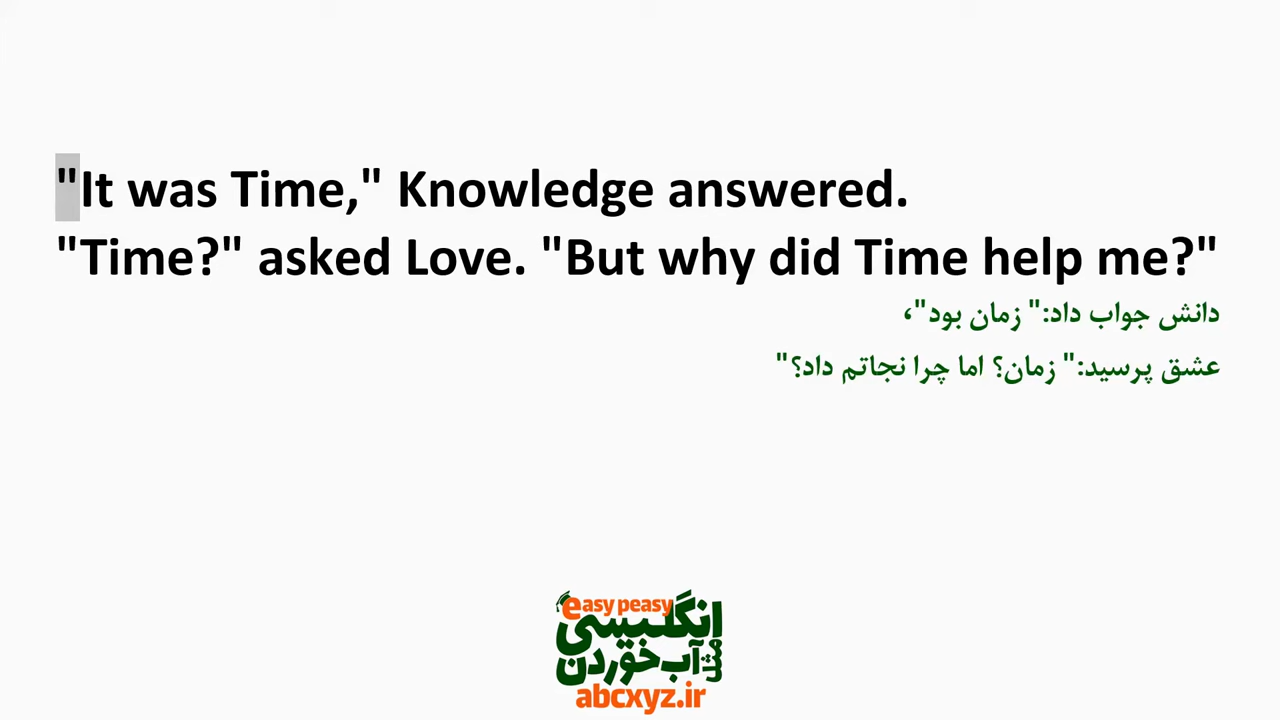 "It was Time," Knowledge answered.
"Time?" asked Love. "But why did Time help me?"
دانش جواب داد:" زمان بود"،
عشق پرسید:" زمان؟ اما چرا نجاتم داد؟"
easy peasy
انگلیسی
مثل آب خوردن
abcxyz.ir